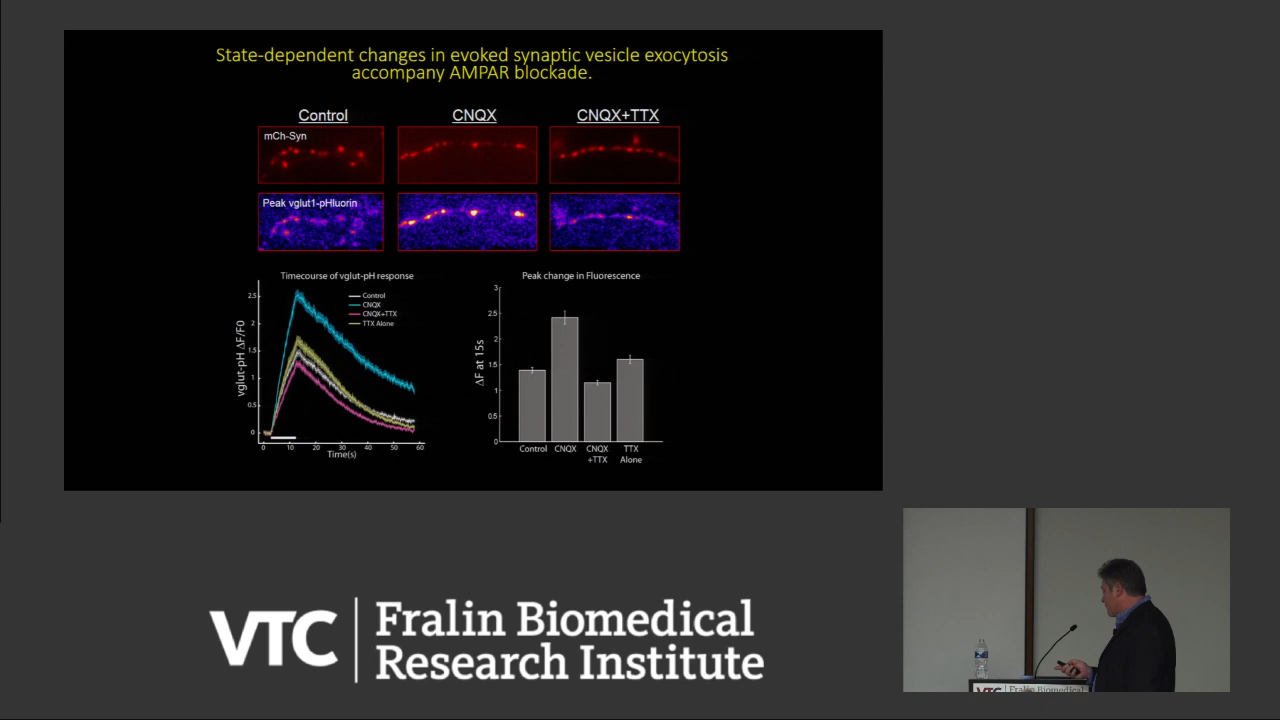 State-dependent changes in evoked synaptic vesicle exocytosis
accompany AMPAR blockade.
Control
CNQX
CNQX+TTX
mCh-Syn
Peak vglut1-pHluorin
Timecourse of vglut-pH response
Control
CNQX
CNQX+TTX
TTX Alone
vglut-pH ΔF/F0
2.5
2
1.5
1
0.5
0
0 10 20 30 40 50 60
Time(s)
Peak change in Fluorescence
ΔF at 15s
3
2.5
2
1.5
1
0.5
0
Control CNQX CNQX TTX
+TTX Alone
VTC
Fralin Biomedical
Research Institute
VTC Fralin Biomedical